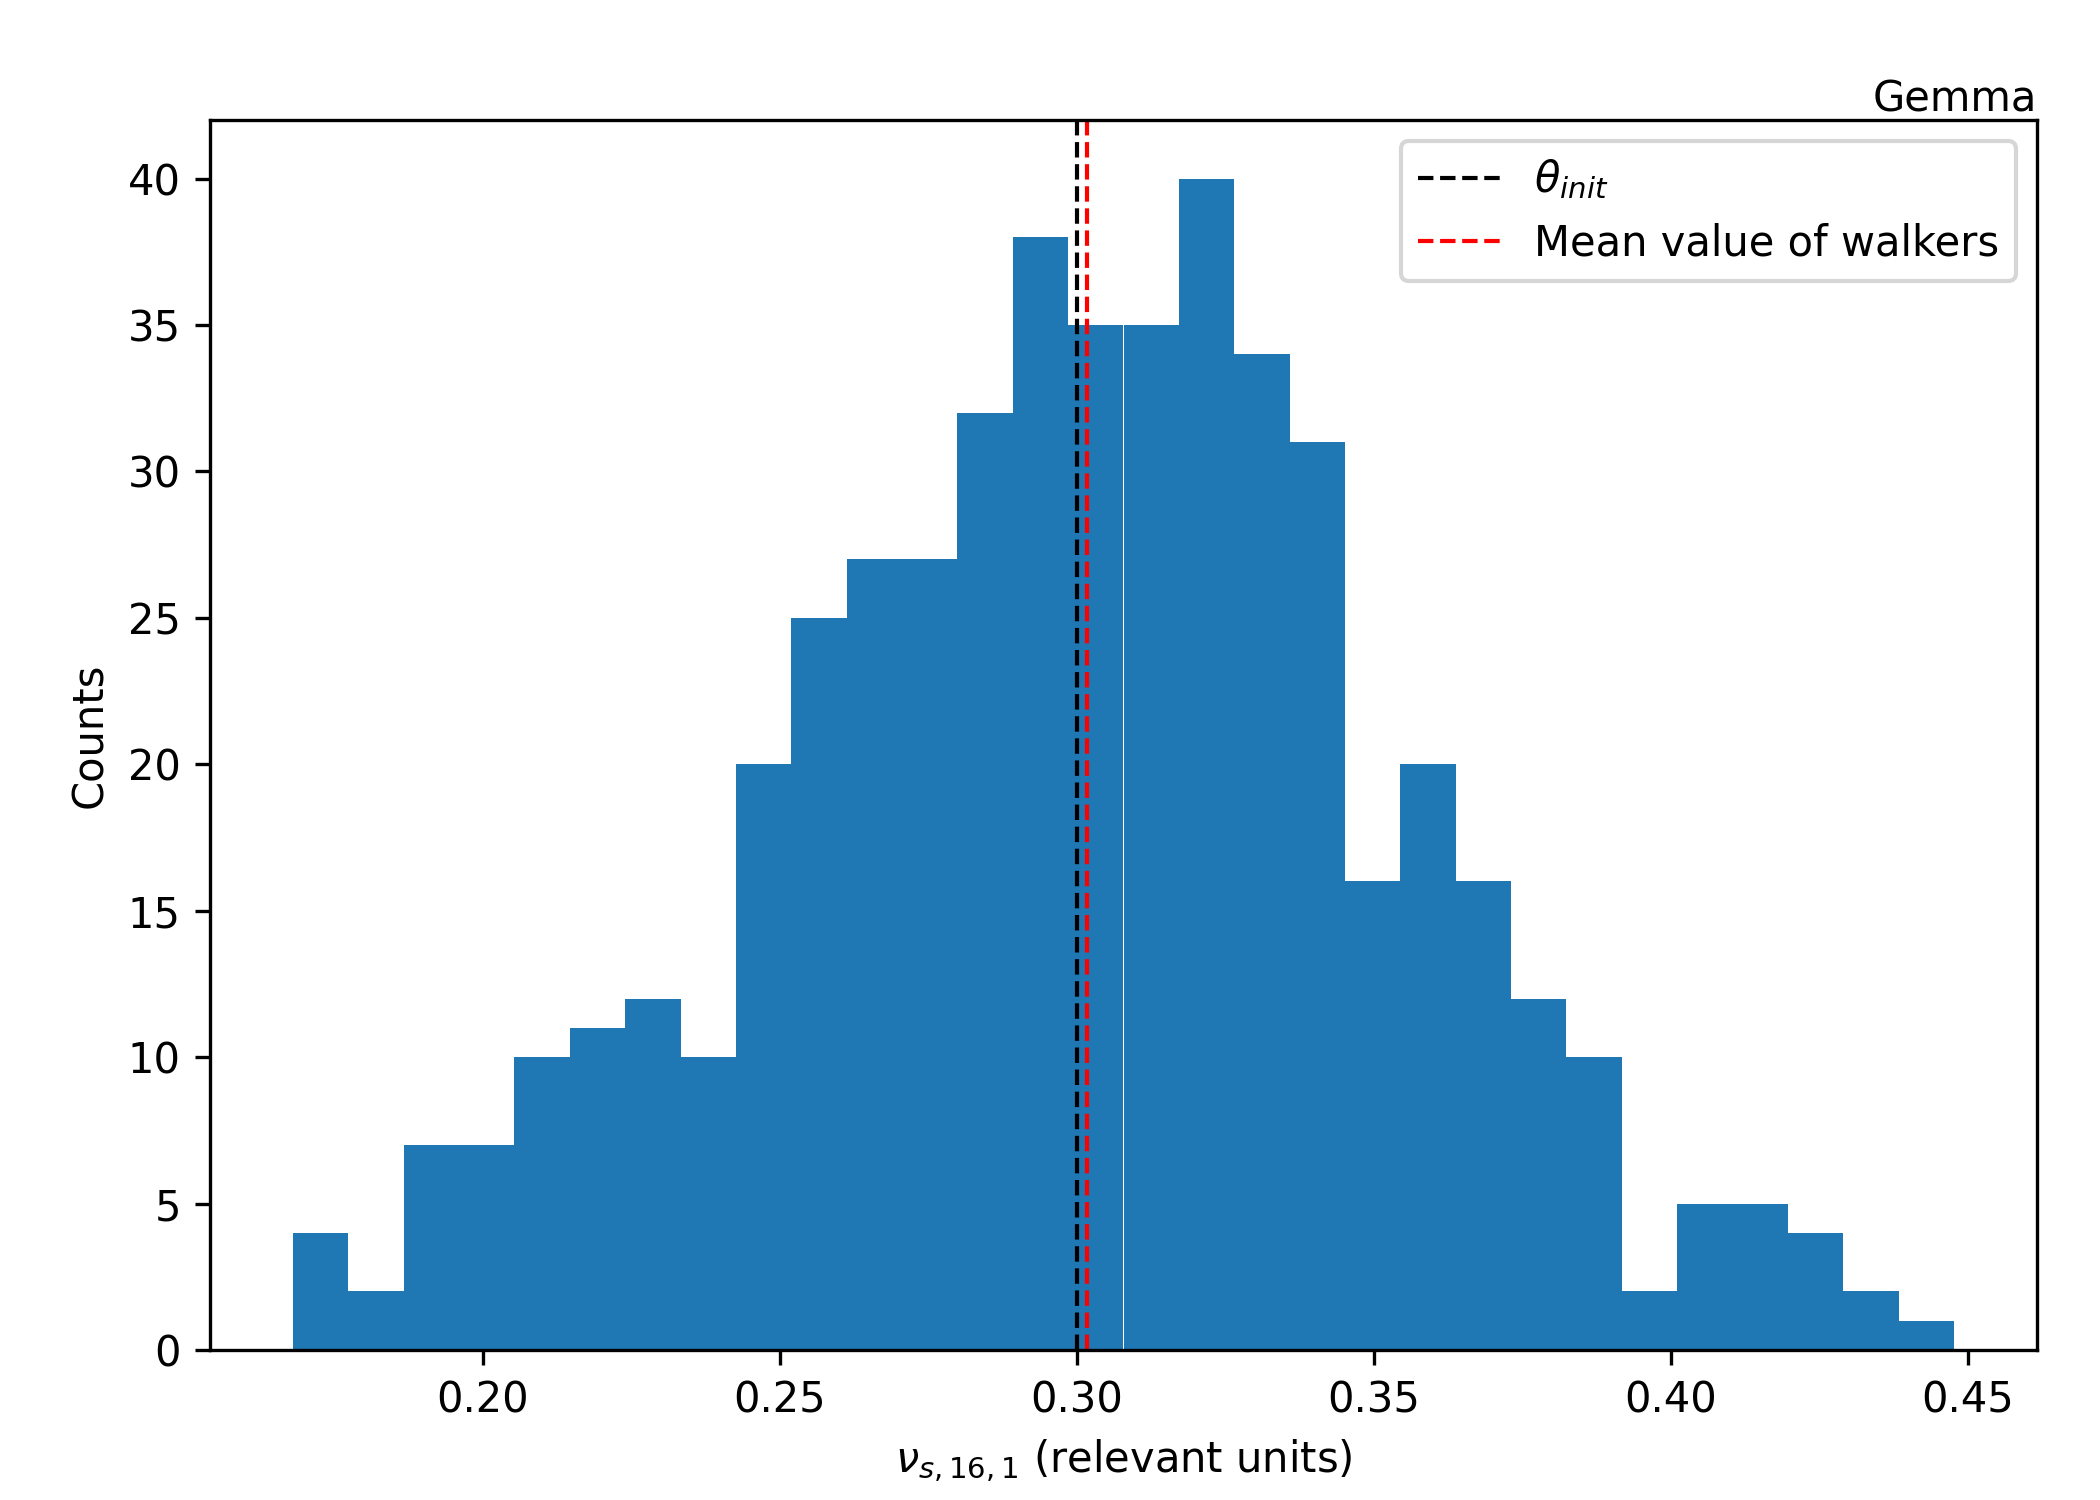 Gemma
θinit
Mean value of walkers
40
35
30
25
20
15
10
5
0
Counts
0.20 0.25 0.30 0.35 0.40 0.45
νs,16,1 (relevant units)